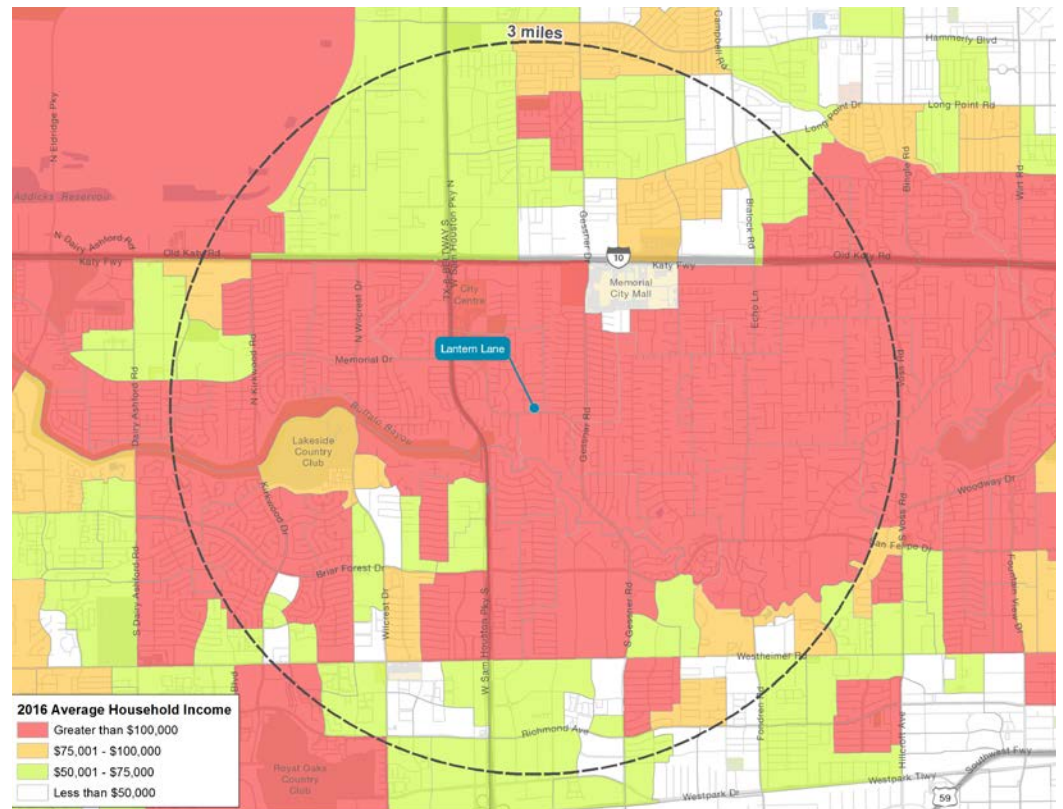 3 miles
Campbell Rd
Hammerly Blvd
Long Point Dr
Long Point Rd
N Eldridge Pky
Addicks Reservoir
Bingle Rd
Wirt Rd
N Dairy Ashford Rd
Old Katy Rd
Katy Fwy
W Sam Houston Pky N
Gessner Dr
Blalock Rd
10
Katy Fwy
Old Katy Rd
City
Centre
Memorial
City Mall
N Wilcrest Dr
Echo Ln
Lantern Lane
Memorial Dr
N Kirkwood Rd
Voss Rd
Dairy Ashford Rd
Buffalo Bayou
Gessner Rd
Lakeside
Country
Club
Kirkwood Dr
Woodway Dr
S Voss Rd
San Felipe Dr
Briar Forest Dr
Wilcrest Dr
S Dairy Ashford Rd
W Sam Houston Pky S
S Gessner Rd
Fountain View Dr
Westheimer Rd
Blvd
Richmond Ave
Fondren Rd
Hillcroft Ave
Southwest Fwy
Royal Oaks
Country
Club
Westpark Dr
Westpark Tlwy
59
2016 Average Household Income
Greater than $100,000
$75,001 - $100,000
$50,001 - $75,000
Less than $50,000